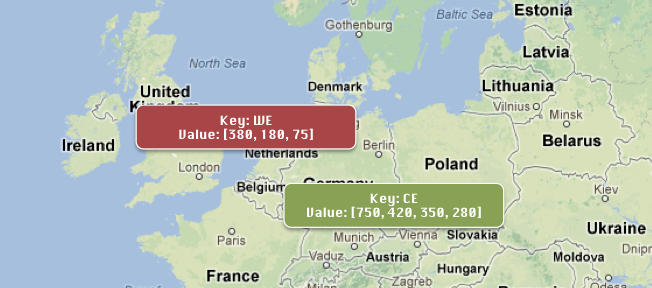 Gothenburg
Baltic Sea
Estonia
North Sea
Latvia
Denmark
United
Kingdom
Lithuania
Vilnius
Minsk
Key: WE
Value: [380, 180, 75]
Ireland
Berlin
Belarus
Netherlands
London
Poland
Belgium
Germany
Key: CE
Value: [750, 420, 350, 280]
Kiev
Ukraine
Paris
Munich
Vienna
Slovakia
Vaduz
Austria
Zagreb
Hungary
Moldova
Dnip
France